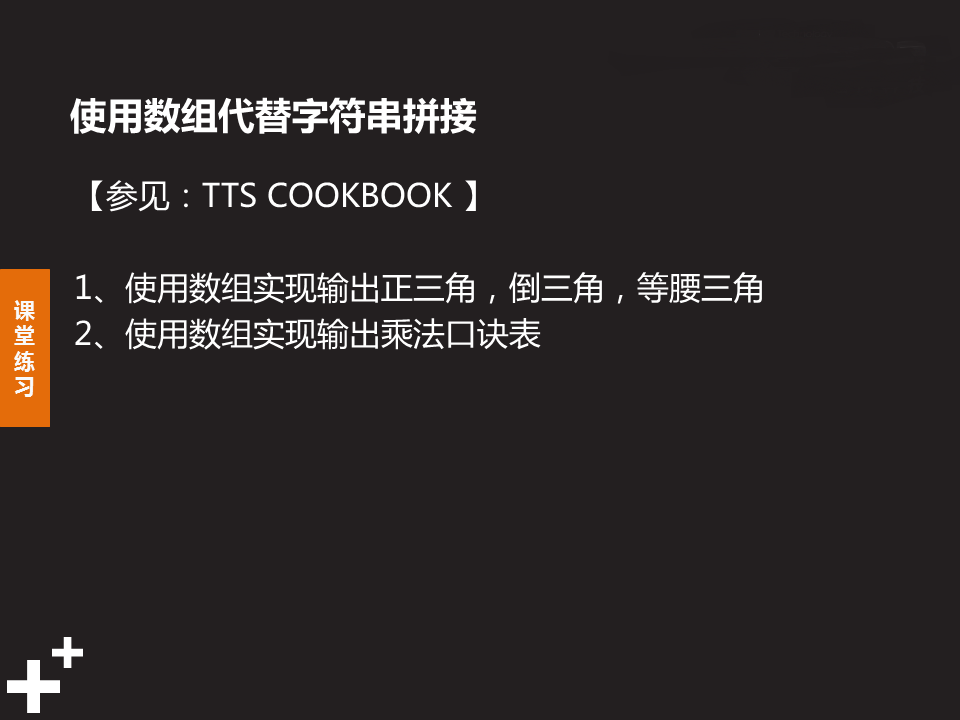 使用数组代替字符串拼接
【参见：TTS COOKBOOK 】
1、使用数组实现输出正三角，倒三角，等腰三角
2、使用数组实现输出乘法口诀表
课堂练习